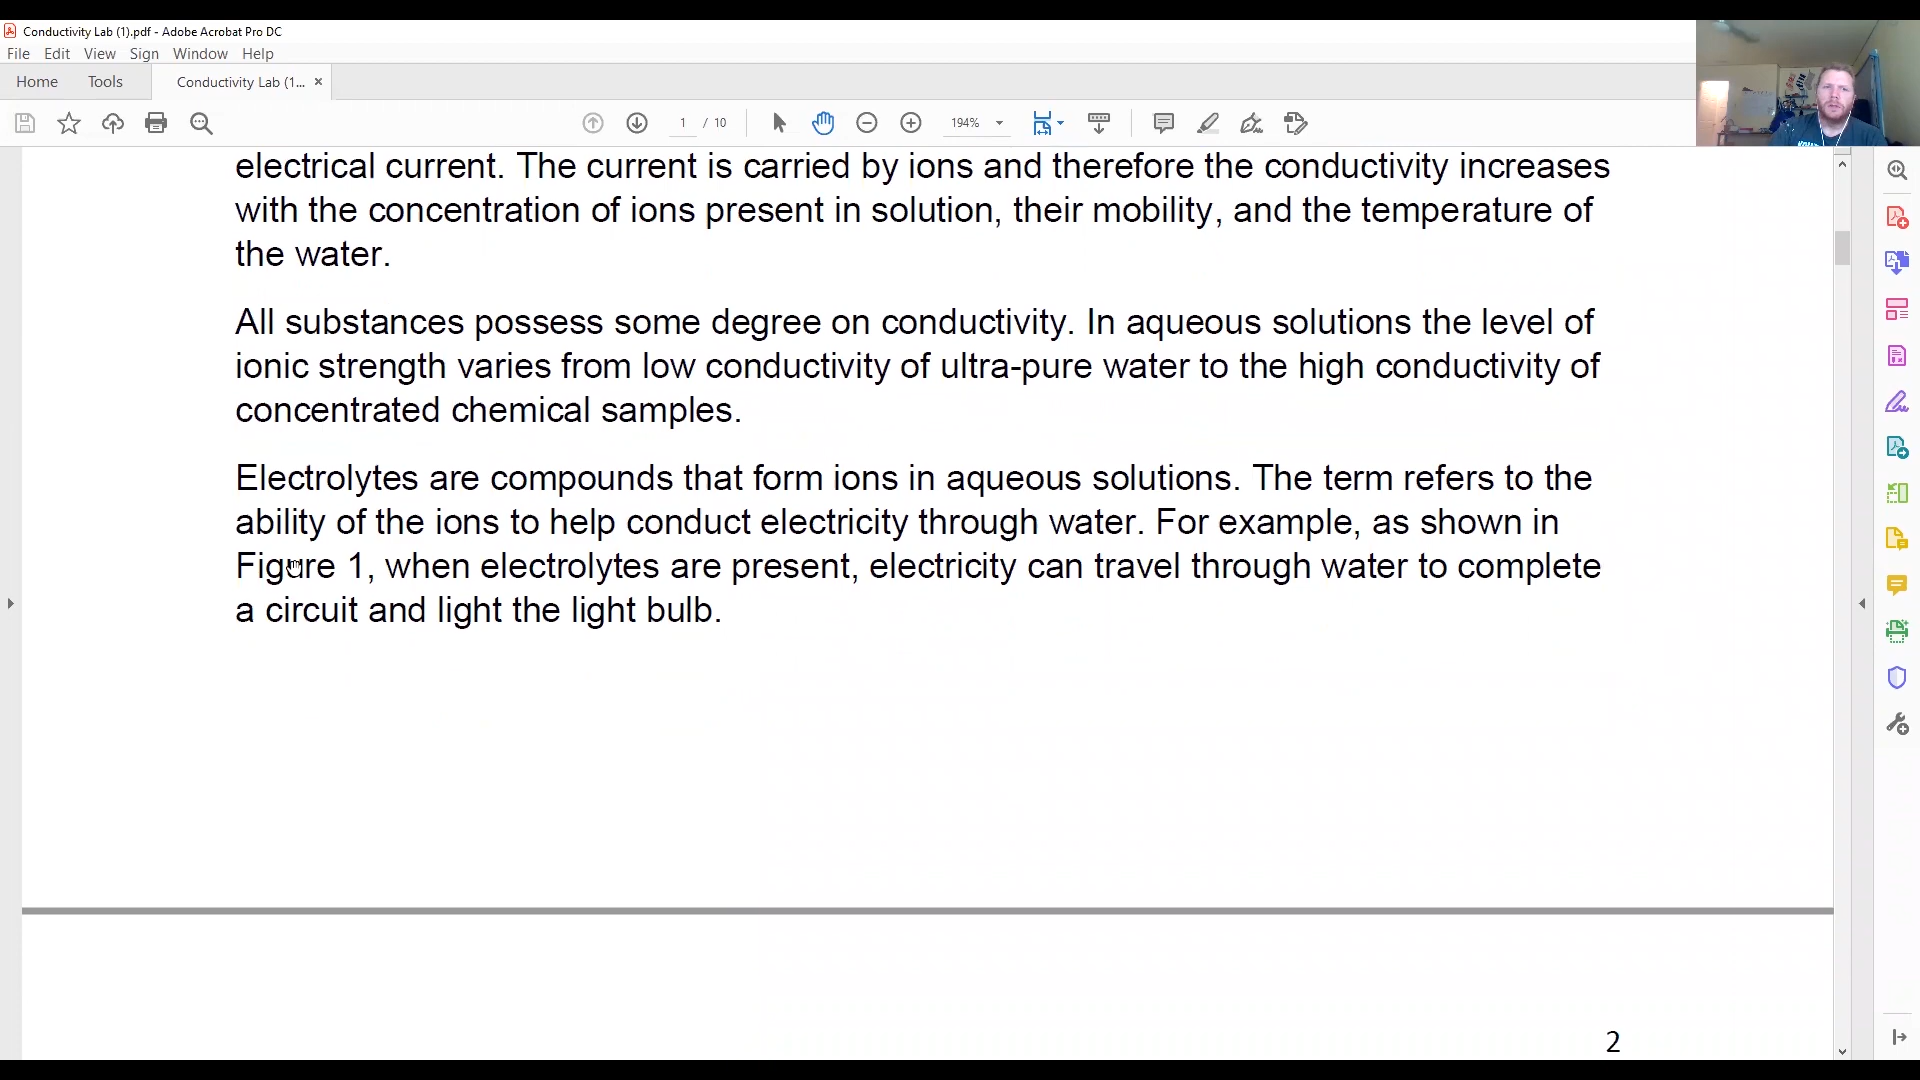 Conductivity Lab (1).pdf - Adobe Acrobat Pro DC
File Edit View Sign Window Help
Home Tools Conductivity Lab (1... ×
1 / 10 194%
electrical current. The current is carried by ions and therefore the conductivity increases
with the concentration of ions present in solution, their mobility, and the temperature of
the water.
All substances possess some degree on conductivity. In aqueous solutions the level of
ionic strength varies from low conductivity of ultra-pure water to the high conductivity of
concentrated chemical samples.
Electrolytes are compounds that form ions in aqueous solutions. The term refers to the
ability of the ions to help conduct electricity through water. For example, as shown in
Figure 1, when electrolytes are present, electricity can travel through water to complete
a circuit and light the light bulb.
2